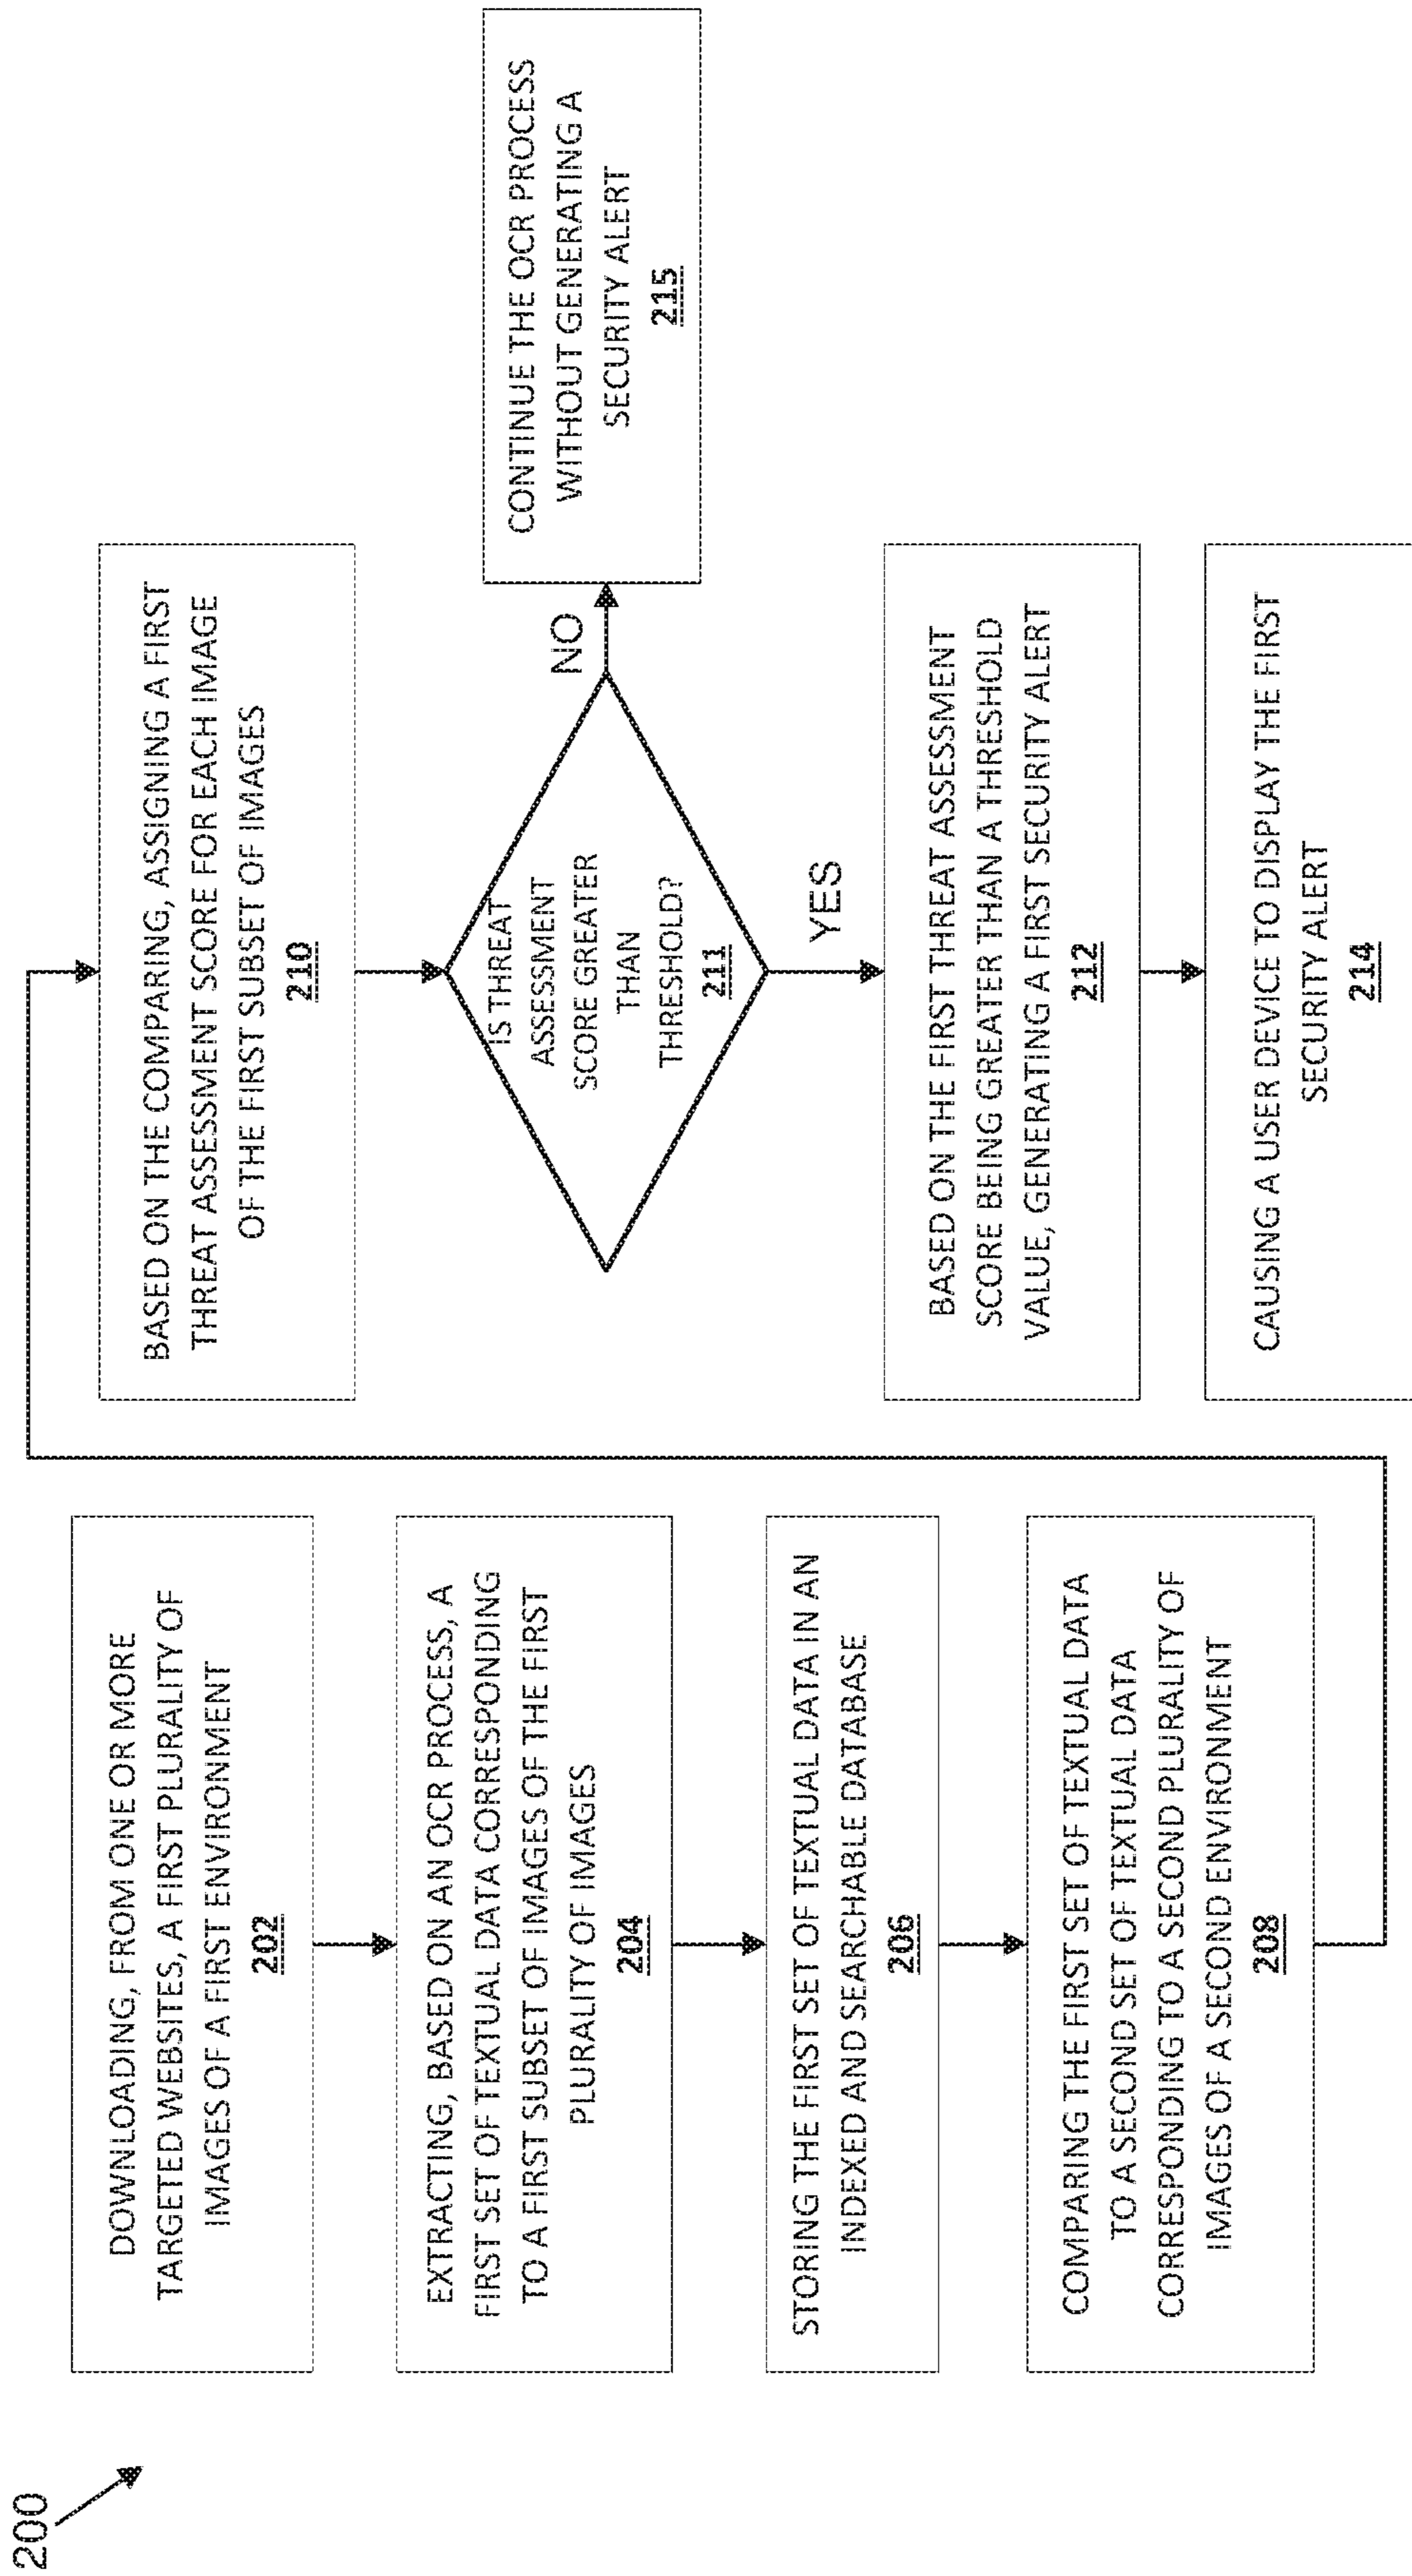 200
DOWNLOADING, FROM ONE OR MORE
TARGETED WEBSITES, A FIRST PLURALITY OF
IMAGES OF A FIRST ENVIRONMENT
202
EXTRACTING, BASED ON AN OCR PROCESS, A
FIRST SET OF TEXTUAL DATA CORRESPONDING
TO A FIRST SUBSET OF IMAGES OF THE FIRST
PLURALITY OF IMAGES
204
STORING THE FIRST SET OF TEXTUAL DATA IN AN
INDEXED AND SEARCHABLE DATABASE
206
COMPARING THE FIRST SET OF TEXTUAL DATA
TO A SECOND SET OF TEXTUAL DATA
CORRESPONDING TO A SECOND PLURALITY OF
IMAGES OF A SECOND ENVIRONMENT
208
BASED ON THE COMPARING, ASSIGNING A FIRST
THREAT ASSESSMENT SCORE FOR EACH IMAGE
OF THE FIRST SUBSET OF IMAGES
210
IS THREAT
ASSESSMENT
SCORE GREATER
THAN
THRESHOLD?
211
NO
CONTINUE THE OCR PROCESS
WITHOUT GENERATING A
SECURITY ALERT
215
YES
BASED ON THE FIRST THREAT ASSESSMENT
SCORE BEING GREATER THAN A THRESHOLD
VALUE, GENERATING A FIRST SECURITY ALERT
212
CAUSING A USER DEVICE TO DISPLAY THE FIRST
SECURITY ALERT
214